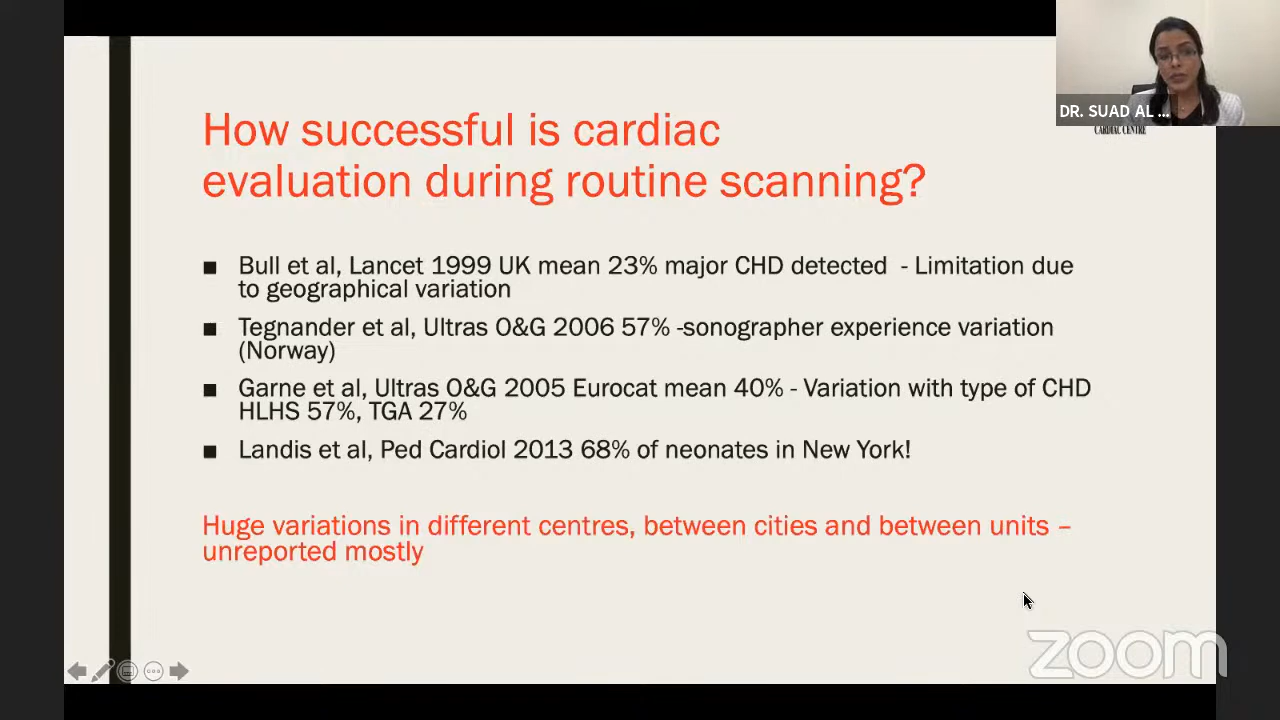 DR. SUAD AL ...
CARDIAC CENTRE
How successful is cardiac
evaluation during routine scanning?
■ Bull et al, Lancet 1999 UK mean 23% major CHD detected - Limitation due
to geographical variation
■ Tegnander et al, Ultras O&G 2006 57% -sonographer experience variation
(Norway)
■ Garne et al, Ultras O&G 2005 Eurocat mean 40% - Variation with type of CHD
HLHS 57%, TGA 27%
■ Landis et al, Ped Cardiol 2013 68% of neonates in New York!
Huge variations in different centres, between cities and between units –
unreported mostly
zoom